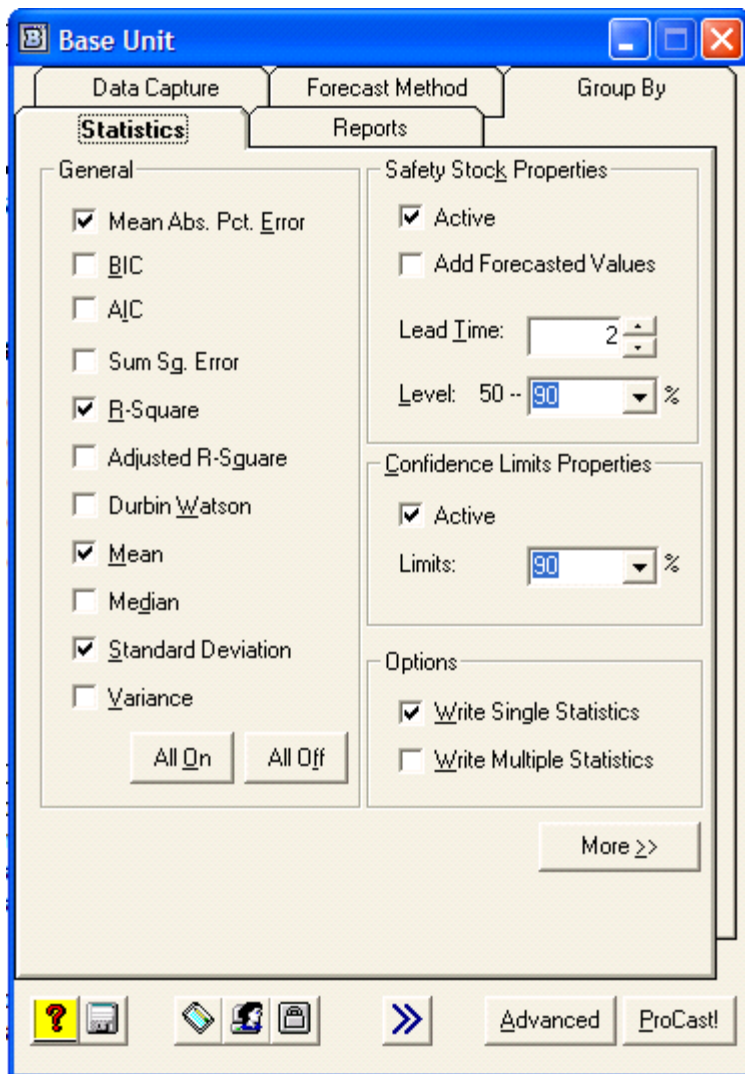 Base Unit
Data Capture
Forecast Method
Group By
Statistics
Reports
General
Mean Abs. Pct. Error
BIC
AIC
Sum Sg. Error
R-Square
Adjusted R-Sguare
Durbin Watson
Mean
Median
Standard Deviation
Variance
All On
All Off
Safety Stock Properties
Active
Add Forecasted Values
Lead Time: 2
Level: 50 -- 90 %
Confidence Limits Properties
Active
Limits: 90 %
Options
Write Single Statistics
Write Multiple Statistics
More >>
Advanced
ProCast!